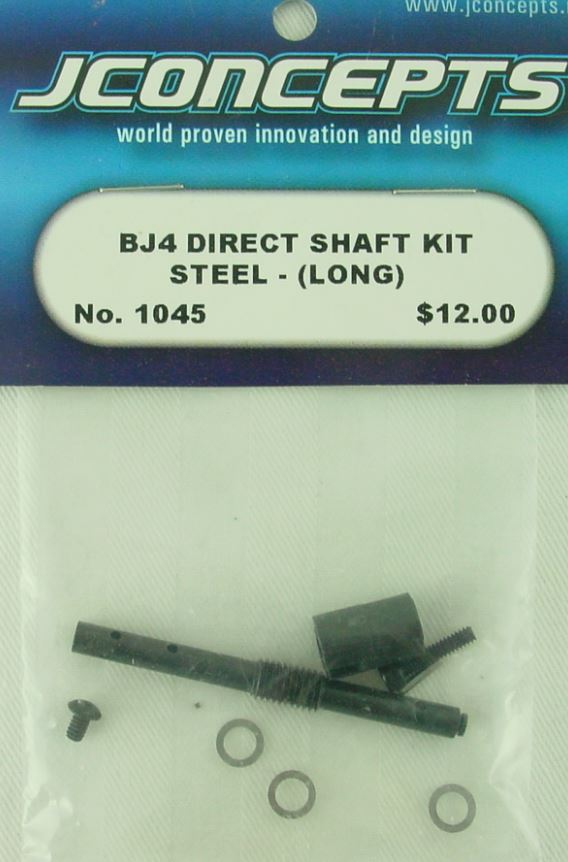 www.jconcepts.
JCONCEPTS
world proven innovation and design
BJ4 DIRECT SHAFT KIT
STEEL - (LONG)
No. 1045 $12.00